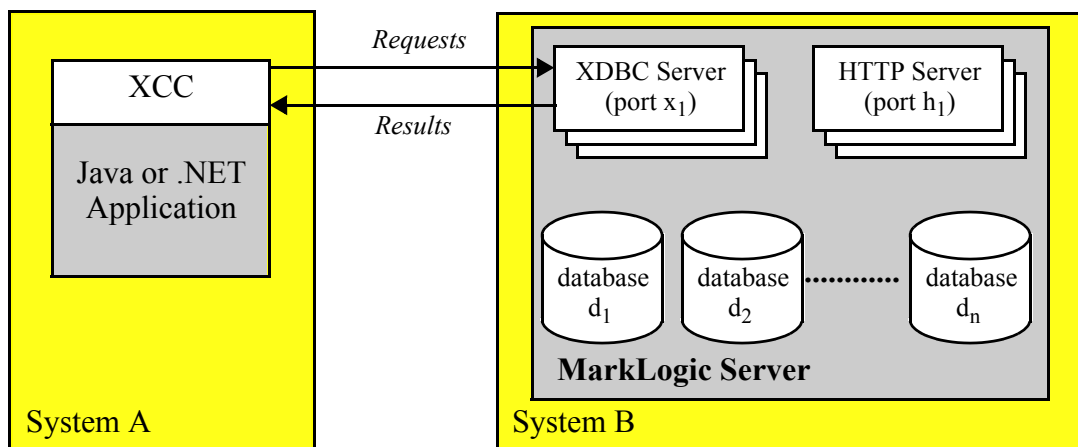 XCC
Java or .NET
Application
System A
Requests
Results
XDBC Server
(port x₁)
HTTP Server
(port h₁)
database
d₁
database
d₂
database
dₙ
MarkLogic Server
System B